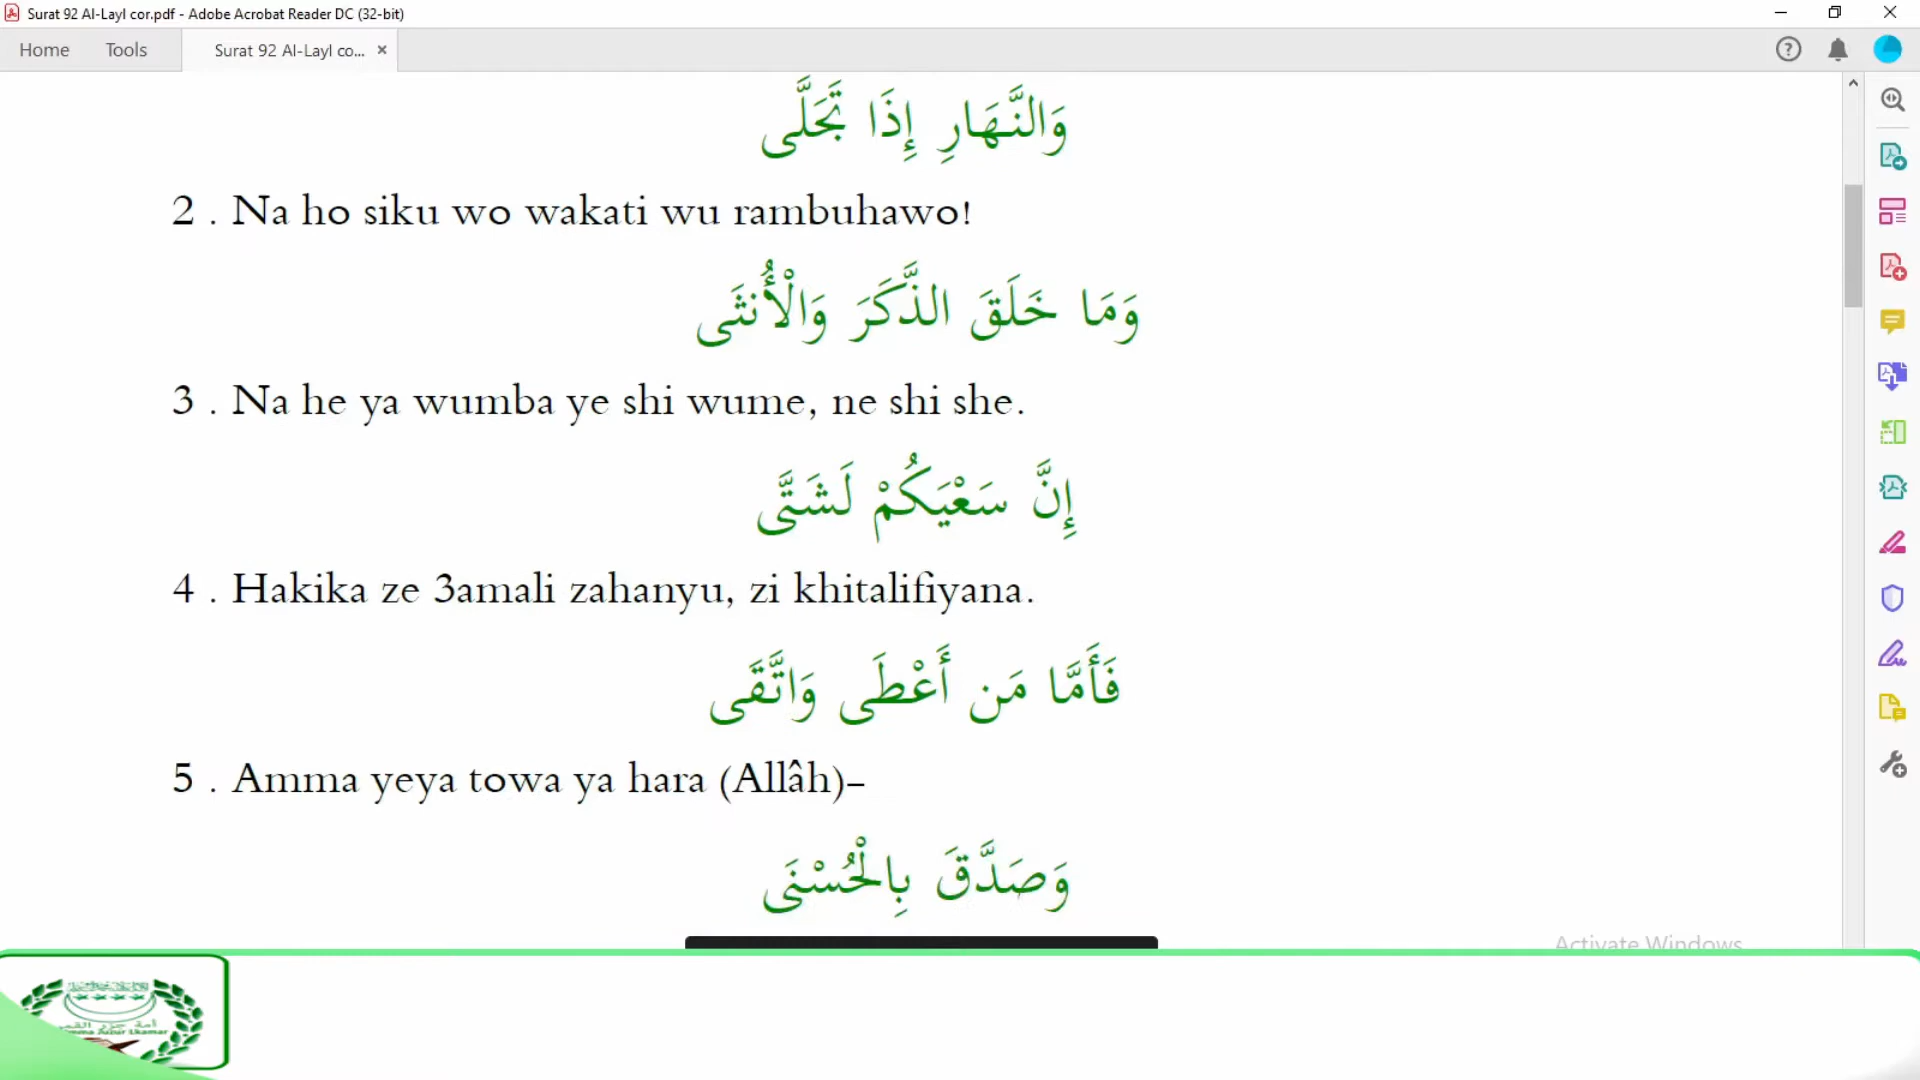 Surat 92 Al-Layl cor.pdf - Adobe Acrobat Reader DC (32-bit)
Home Tools Surat 92 Al-Layl co... ×
وَالنَّهَارِ إِذَا تَجَلَّى
2 . Na ho siku wo wakati wu rambuhawo!
وَمَا خَلَقَ الذَّكَرَ وَالْأُنثَى
3 . Na he ya wumba ye shi wume, ne shi she.
إِنَّ سَعْيَكُمْ لَشَتَّى
4 . Hakika ze 3amali zahanyu, zi khitalifiyana.
فَأَمَّا مَن أَعْطَى وَاتَّقَى
5 . Amma yeya towa ya hara (Allâh)–
وَصَدَّقَ بِالْحُسْنَى
Activate Windows